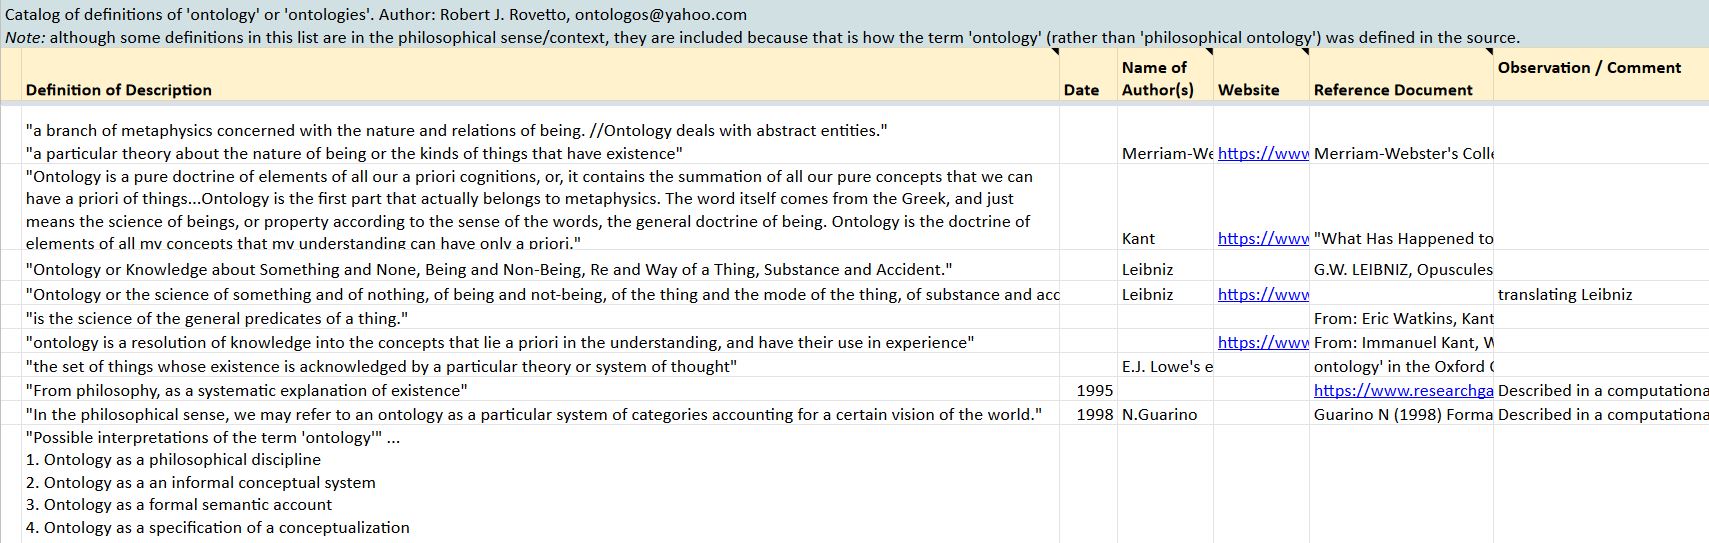 Catalog of definitions of 'ontology' or 'ontologies'. Author: Robert J. Rovetto, ontologos@yahoo.com
Note: although some definitions in this list are in the philosophical sense/context, they are included because that is how the term 'ontology' (rather than 'philosophical ontology') was defined in the source.
Definition of Description Date Name of Author(s) Website Reference Document Observation / Comment
"a branch of metaphysics concerned with the nature and relations of being. //Ontology deals with abstract entities."
"a particular theory about the nature of being or the kinds of things that have existence" Merriam-We https://www Merriam-Webster's Colle
"Ontology is a pure doctrine of elements of all our a priori cognitions, or, it contains the summation of all our pure concepts that we can
have a priori of things...Ontology is the first part that actually belongs to metaphysics. The word itself comes from the Greek, and just
means the science of beings, or property according to the sense of the words, the general doctrine of being. Ontology is the doctrine of
elements of all my concepts that my understanding can have only a priori." Kant https://www "What Has Happened to
"Ontology or Knowledge about Something and None, Being and Non-Being, Re and Way of a Thing, Substance and Accident." Leibniz G.W. LEIBNIZ, Opuscules
"Ontology or the science of something and of nothing, of being and not-being, of the thing and the mode of the thing, of substance and acc Leibniz https://www translating Leibniz
"is the science of the general predicates of a thing." From: Eric Watkins, Kant
"ontology is a resolution of knowledge into the concepts that lie a priori in the understanding, and have their use in experience" https://www From: Immanuel Kant, W
"the set of things whose existence is acknowledged by a particular theory or system of thought" E.J. Lowe's e ontology' in the Oxford C
"From philosophy, as a systematic explanation of existence" 1995 https://www.researchga Described in a computationa
"In the philosophical sense, we may refer to an ontology as a particular system of categories accounting for a certain vision of the world." 1998 N.Guarino Guarino N (1998) Forma Described in a computationa
"Possible interpretations of the term 'ontology'" ...
1. Ontology as a philosophical discipline
2. Ontology as a an informal conceptual system
3. Ontology as a formal semantic account
4. Ontology as a specification of a conceptualization